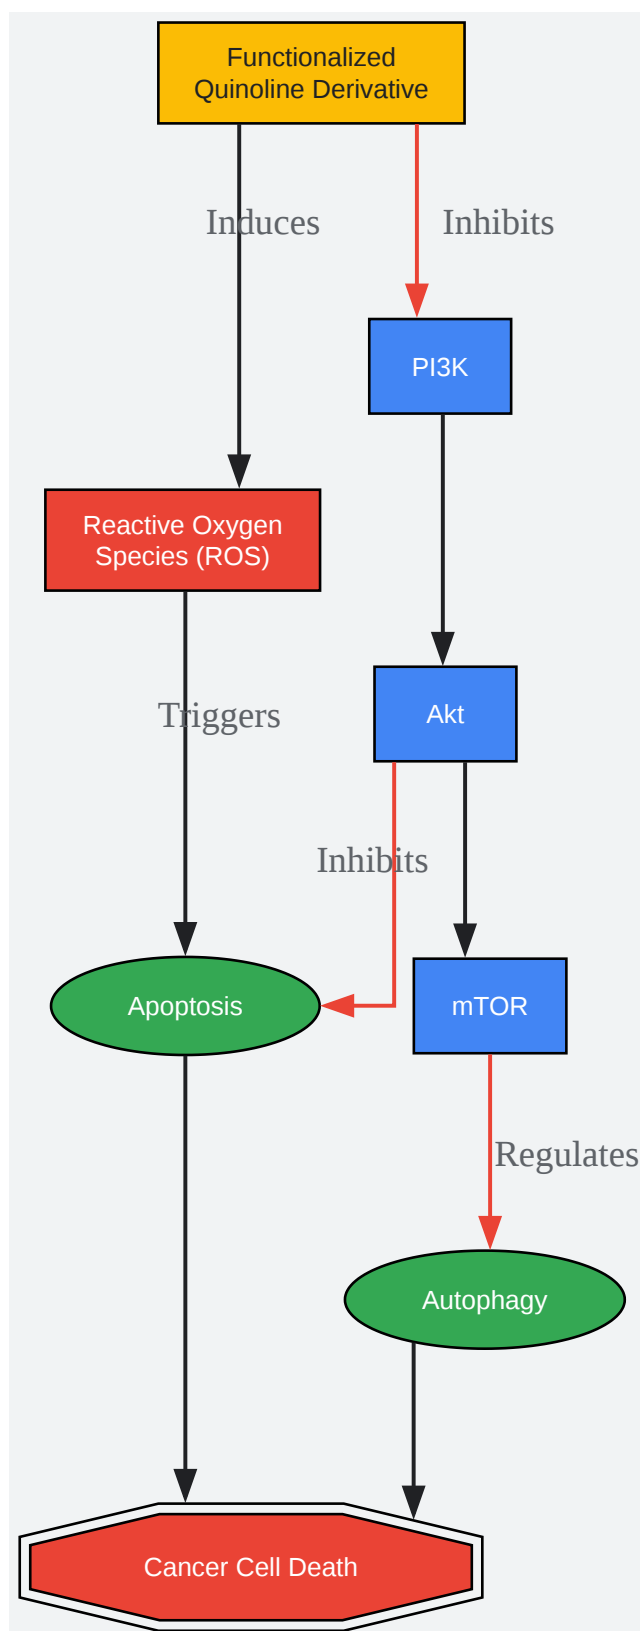 Functionalized
Quinoline Derivative
Induces
Inhibits
PI3K
Reactive Oxygen
Species (ROS)
Akt
Triggers
Inhibits
Apoptosis
mTOR
Regulates
Autophagy
Cancer Cell Death